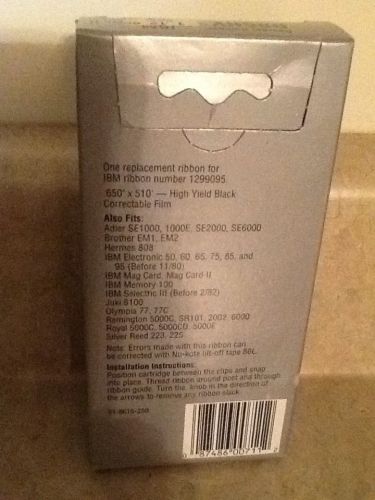 One replacement ribbon for
IBM ribbon number 1299095.
.650" x 510' — High Yield Black
Correctable Film
Also Fits:
Adler SE1000, 1000E, SE2000, SE6000
Brother EM1, EM2
Hermes 808
IBM Electronic 50, 60, 65, 75, 85, and
95 (Before 11/80)
IBM Mag Card, Mag Card-II
IBM Memory 100
IBM Selectric III (Before 2/82)
Juki 6100
Olympia 77, 77C
Remington 5000C, SR101, 2002, 6000
Royal 5000C, 5000CD, 5000E
Silver Reed 223, 225
Note: Errors made with this ribbon can
be corrected with Nu-kote lift-off tape 86L.
Installation Instructions:
Position cartridge between the clips and snap
into place. Thread ribbon around post and through
ribbon guide. Turn the knob in the direction of
the arrows to remove any ribbon slack.
87486 00711